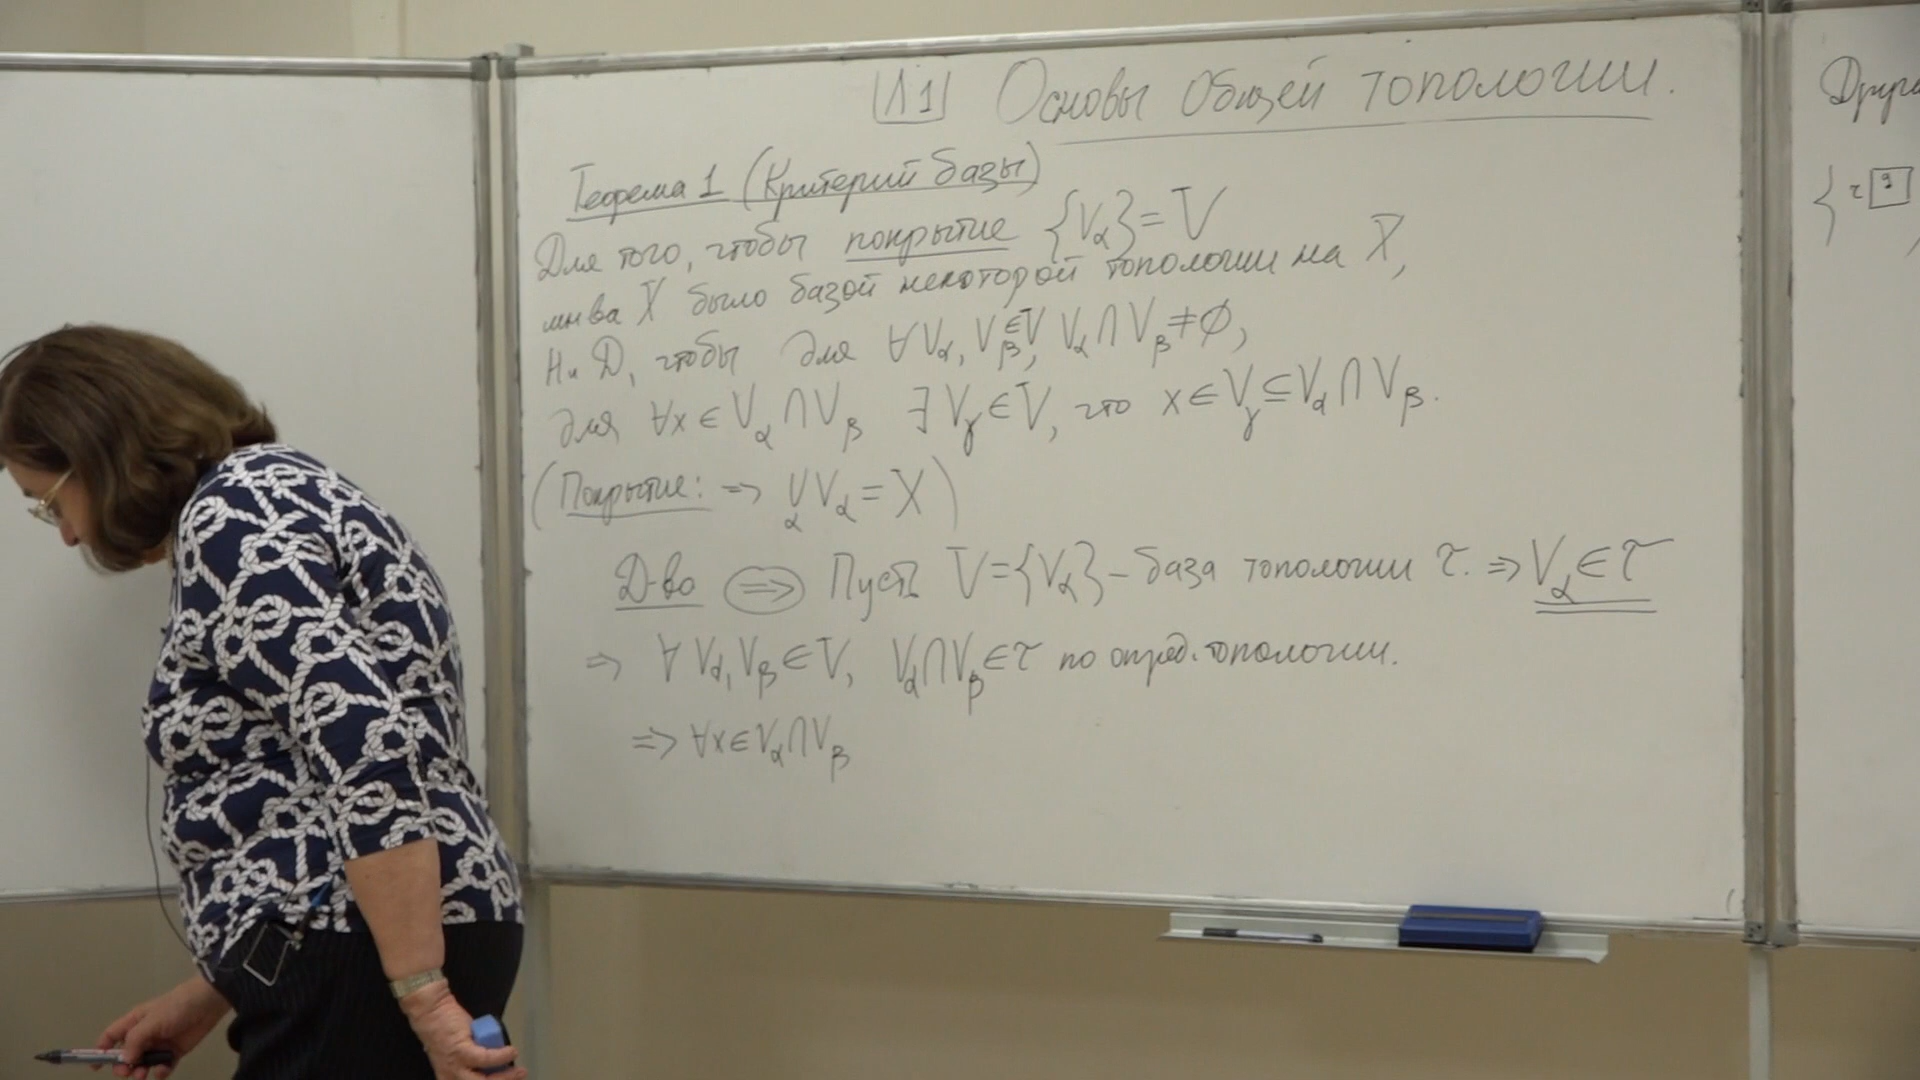 Л1 Основы общей топологии.
Теорема 1 (Критерий базы)
Для того, чтобы покрытие {V_α} = V
мн-ва X было базой некоторой топологии на X,
Н и Д, чтобы для ∀ V_α, V_β ∈ V, V_α ∩ V_β ≠ ∅,
для ∀x ∈ V_α ∩ V_β ∃ V_γ ∈ V, что x ∈ V_γ ⊆ V_α ∩ V_β.
(Покрытие: ⇒ ∪_α V_α = X)
Д-во ⇒ Пусть V = {V_α} – база топологии τ. ⇒ V_α ∈ τ
⇒ ∀ V_α, V_β ∈ V, V_α ∩ V_β ∈ τ по опред. топологии.
⇒ ∀x ∈ V_α ∩ V_β